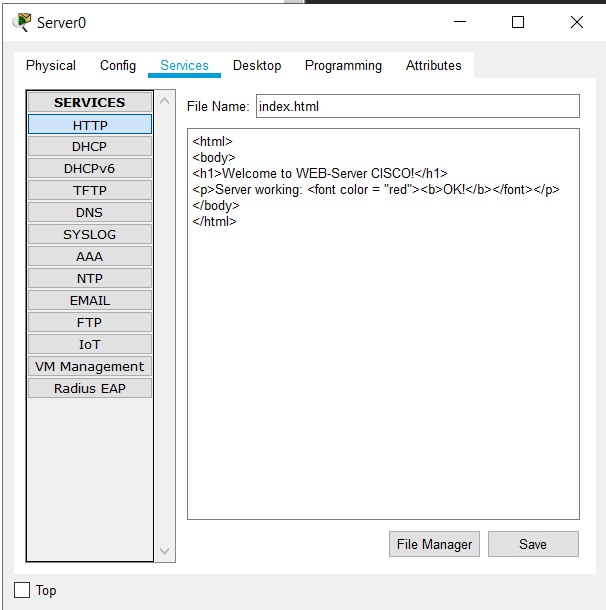 Server0
Physical Config Services Desktop Programming Attributes
SERVICES
HTTP
DHCP
DHCPv6
TFTP
DNS
SYSLOG
AAA
NTP
EMAIL
FTP
IoT
VM Management
Radius EAP
File Name: index.html
<html>
<body>
<h1>Welcome to WEB-Server CISCO!</h1>
<p>Server working: <font color = "red"><b>OK!</b></font></p>
</body>
</html>
File Manager Save
Top